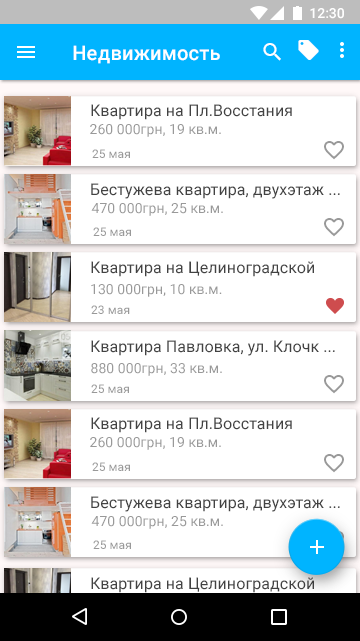 12:30
Недвижимость
Квартира на Пл.Восстания
260 000грн, 19 кв.м.
25 мая
Бестужева квартира, двухэтаж ...
470 000грн, 25 кв.м.
25 мая
Квартира на Целиноградской
130 000грн, 10 кв.м.
23 мая
Квартира Павловка, ул. Клочк ...
880 000грн, 33 кв.м.
25 мая
Квартира на Пл.Восстания
260 000грн, 19 кв.м.
25 мая
Бестужева квартира, двухэтаж ...
470 000грн, 25 кв.м.
25 мая
Квартира на Целиноградской